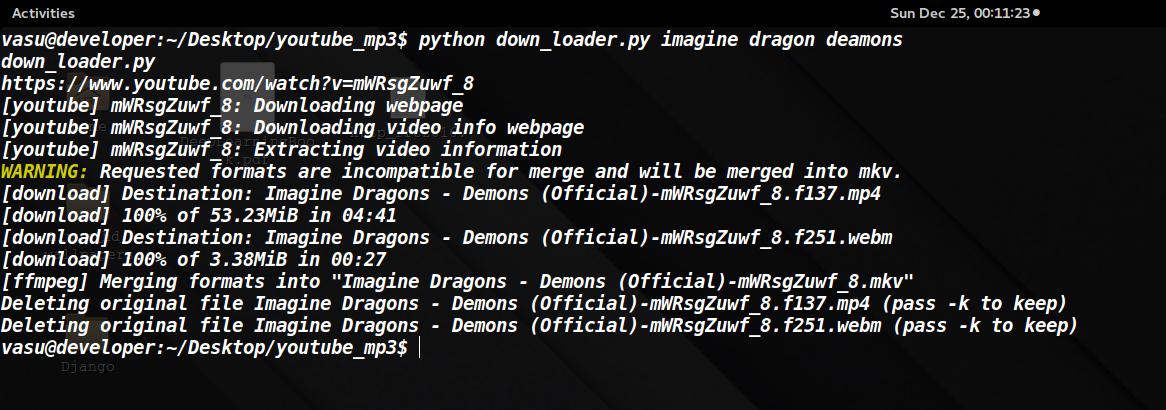 Activities
Sun Dec 25, 00:11:23
vasu@developer:~/Desktop/youtube_mp3$ python down_loader.py imagine dragon deamons
down_loader.py
https://www.youtube.com/watch?v=mWRsgZuwf_8
[youtube] mWRsgZuwf_8: Downloading webpage
[youtube] mWRsgZuwf_8: Downloading video info webpage
[youtube] mWRsgZuwf_8: Extracting video information
WARNING: Requested formats are incompatible for merge and will be merged into mkv.
[download] Destination: Imagine Dragons - Demons (Official)-mWRsgZuwf_8.f137.mp4
[download] 100% of 53.23MiB in 04:41
[download] Destination: Imagine Dragons - Demons (Official)-mWRsgZuwf_8.f251.webm
[download] 100% of 3.38MiB in 00:27
[ffmpeg] Merging formats into "Imagine Dragons - Demons (Official)-mWRsgZuwf_8.mkv"
Deleting original file Imagine Dragons - Demons (Official)-mWRsgZuwf_8.f137.mp4 (pass -k to keep)
Deleting original file Imagine Dragons - Demons (Official)-mWRsgZuwf_8.f251.webm (pass -k to keep)
vasu@developer:~/Desktop/youtube_mp3$
Django